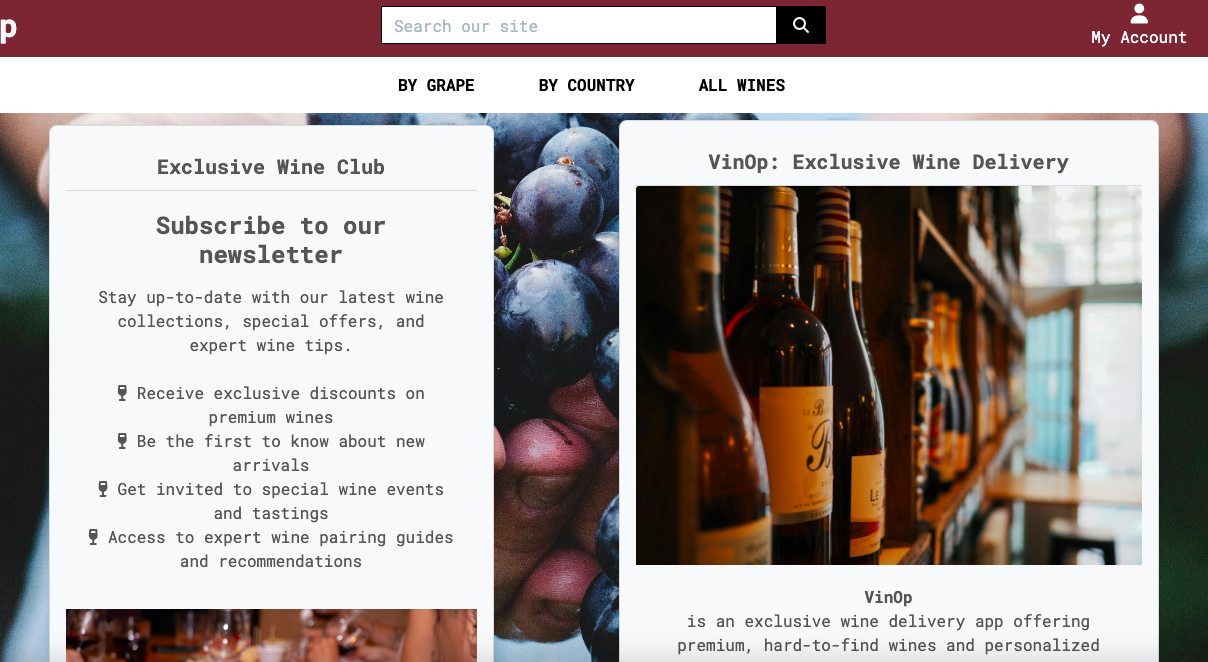 p
Search our site
My Account
BY GRAPE
BY COUNTRY
ALL WINES
Exclusive Wine Club
Subscribe to our
newsletter
Stay up-to-date with our latest wine
collections, special offers, and
expert wine tips.
Receive exclusive discounts on
premium wines
Be the first to know about new
arrivals
Get invited to special wine events
and tastings
Access to expert wine pairing guides
and recommendations
VinOp: Exclusive Wine Delivery
LE
B
LE
VinOp
is an exclusive wine delivery app offering
premium, hard-to-find wines and personalized